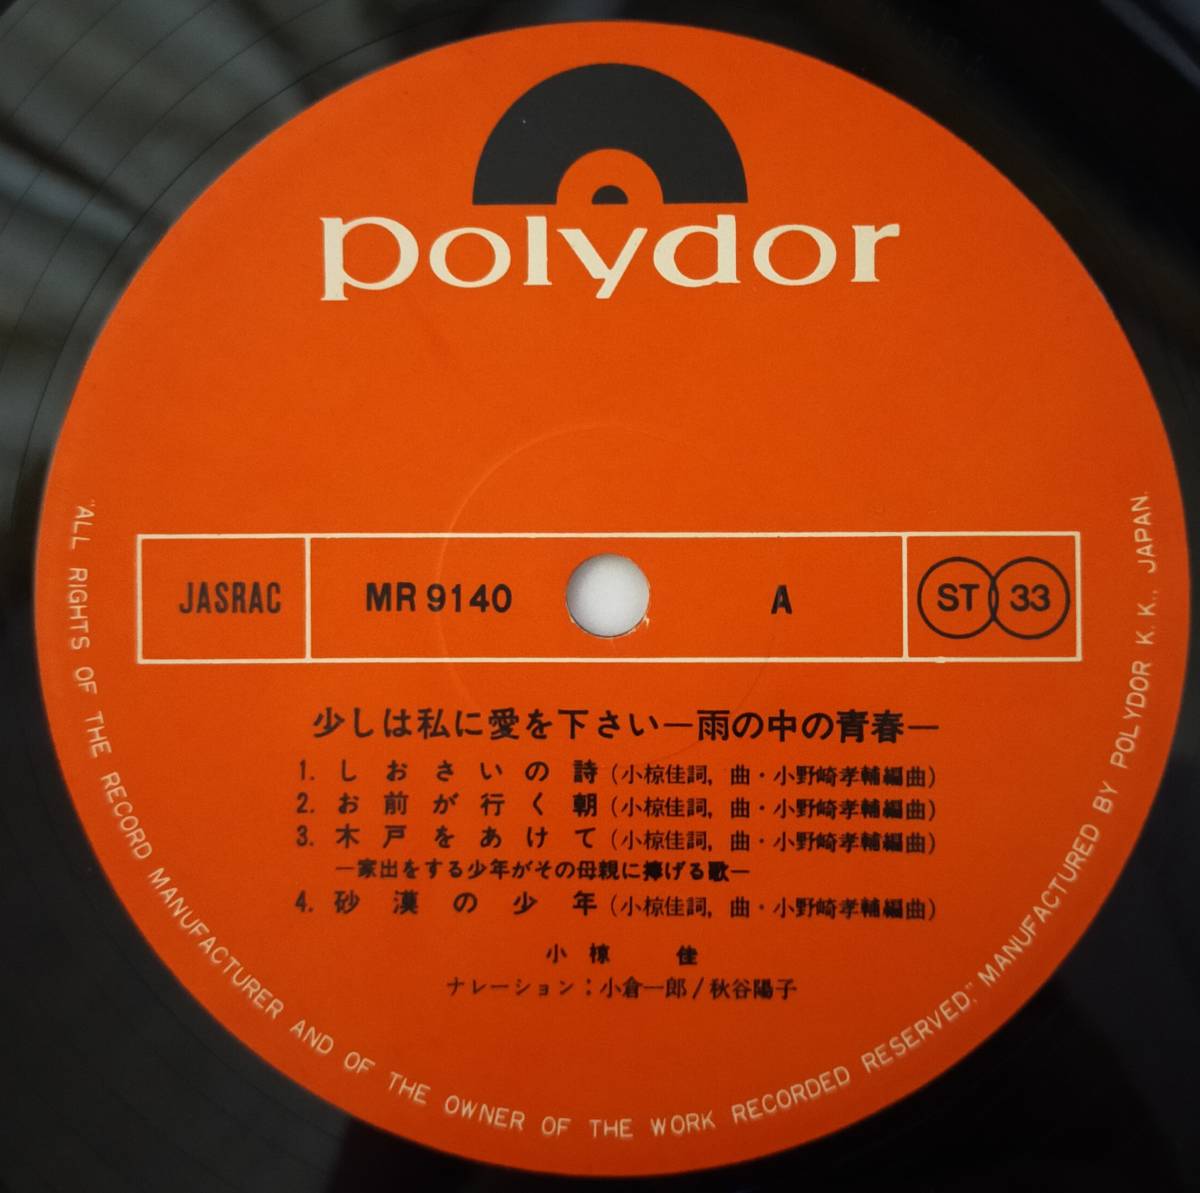 polydor
JASRAC MR 9140 A ST 33
少しは私に愛を下さい—雨の中の青春—
1. しおさいの詩 (小椋佳詞, 曲・小野崎孝輔編曲)
2. お前が行く朝 (小椋佳詞, 曲・小野崎孝輔編曲)
3. 木戸をあけて (小椋佳詞, 曲・小野崎孝輔編曲)
—家出をする少年がその母親に捧げる歌—
4. 砂漠の少年 (小椋佳詞, 曲・小野崎孝輔編曲)
小椋 佳
ナレーション：小倉一郎/秋谷陽子
"ALL RIGHTS OF THE RECORD MANUFACTURER AND OF THE OWNER OF THE WORK RECORDED RESERVED," MANUFACTURED BY POLYDOR K. K., JAPAN.